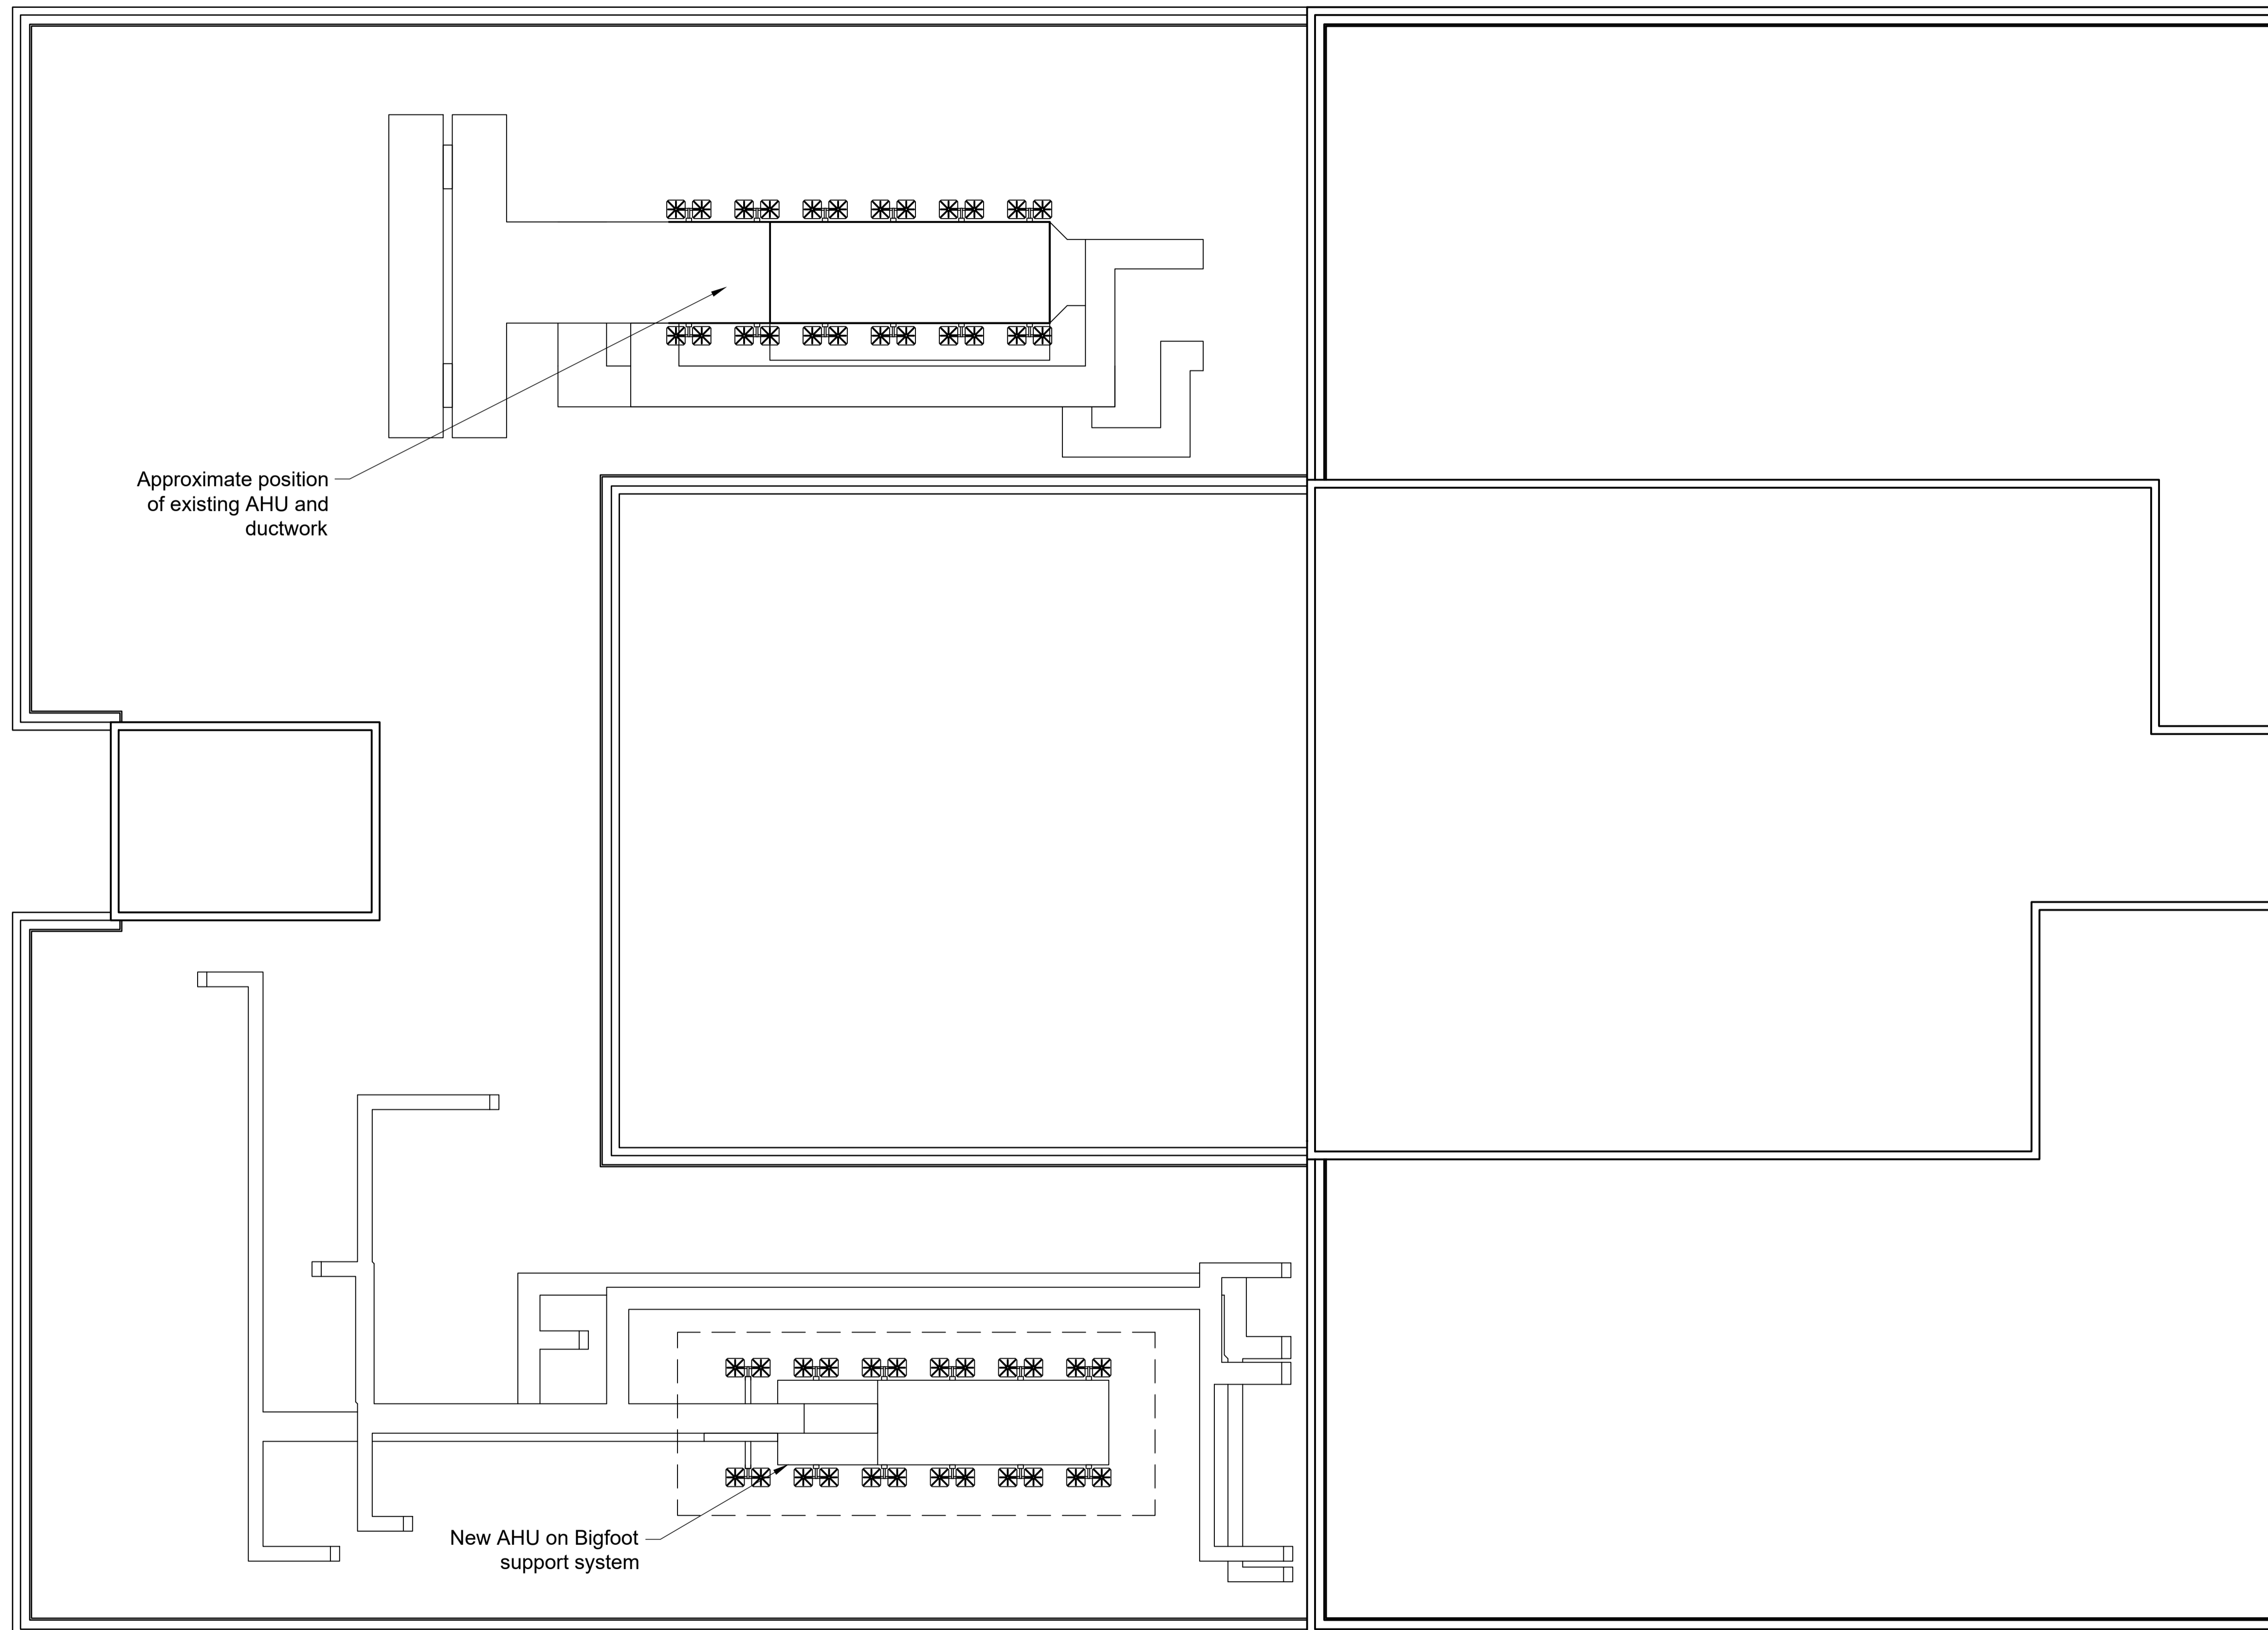 Approximate position
of existing AHU and
ductwork
New AHU on Bigfoot
support system